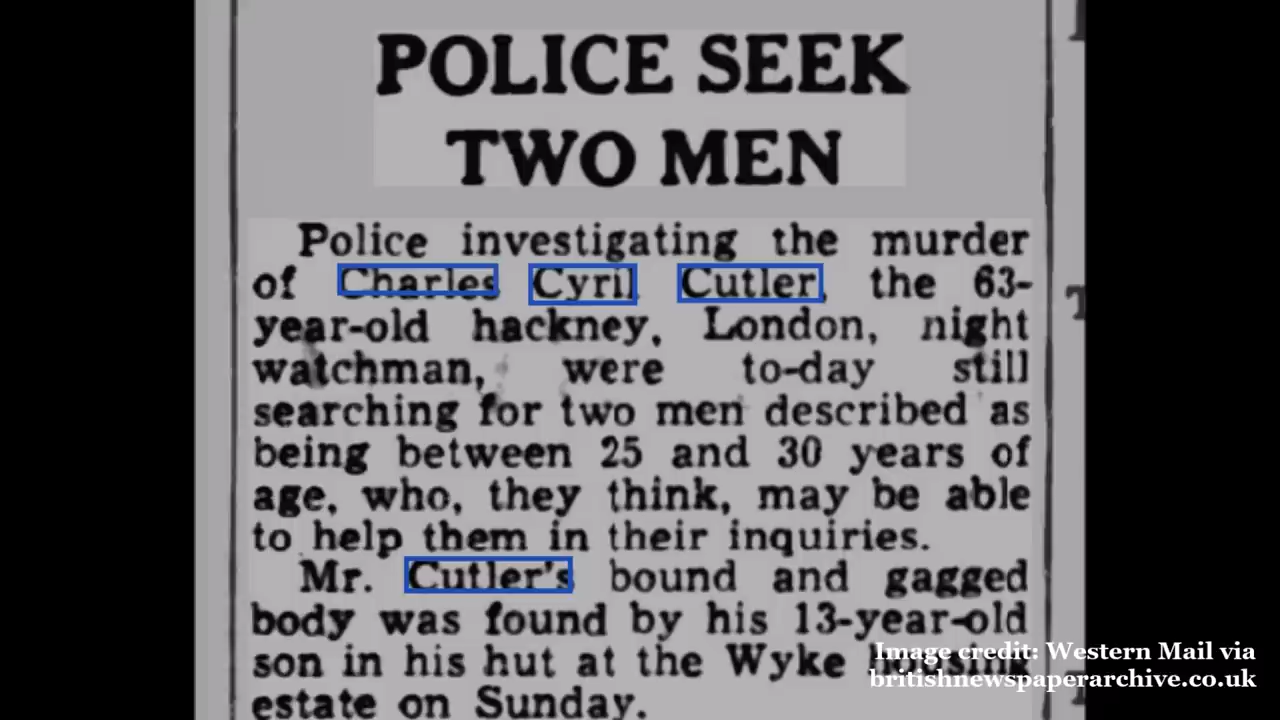 POLICE SEEK
TWO MEN
Police investigating the murder
of Charles Cyril Cutler, the 63-
year-old hackney, London, night
watchman, were to-day still
searching for two men described as
being between 25 and 30 years of
age, who, they think, may be able
to help them in their inquiries.
Mr. Cutler's bound and gagged
body was found by his 13-year-old
son in his hut at the Wyke
estate on Sunday.
Image credit: Western Mail via
britishnewspaperarchive.co.uk